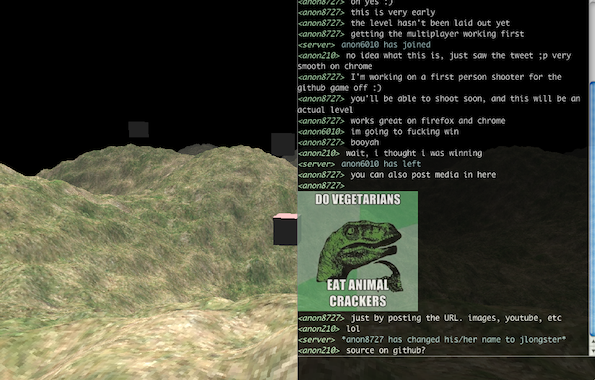 <anon8727> oh yes :)
<anon8727> this is very early
<anon8727> the level hasn't been laid out yet
<anon8727> getting the multiplayer working first
<server> anon6010 has joined
<anon210> no idea what this is, just saw the tweet ;p very
smooth on chrome
<anon8727> I'm working on a first person shooter for the
github game off :)
<anon8727> you'll be able to shoot soon, and this will be an
actual level
<anon8727> works great on firefox and chrome
<anon6010> im going to fucking win
<anon8727> booyah
<anon210> wait, i thought i was winning
<server> anon6010 has left
<anon8727> you can also post media in here
<anon8727>
DO VEGETARIANS
EAT ANIMAL
CRACKERS
<anon8727> just by posting the URL. images, youtube, etc
<anon210> lol
<server> *anon8727 has changed his/her name to jlongster*
<anon210> source on github?